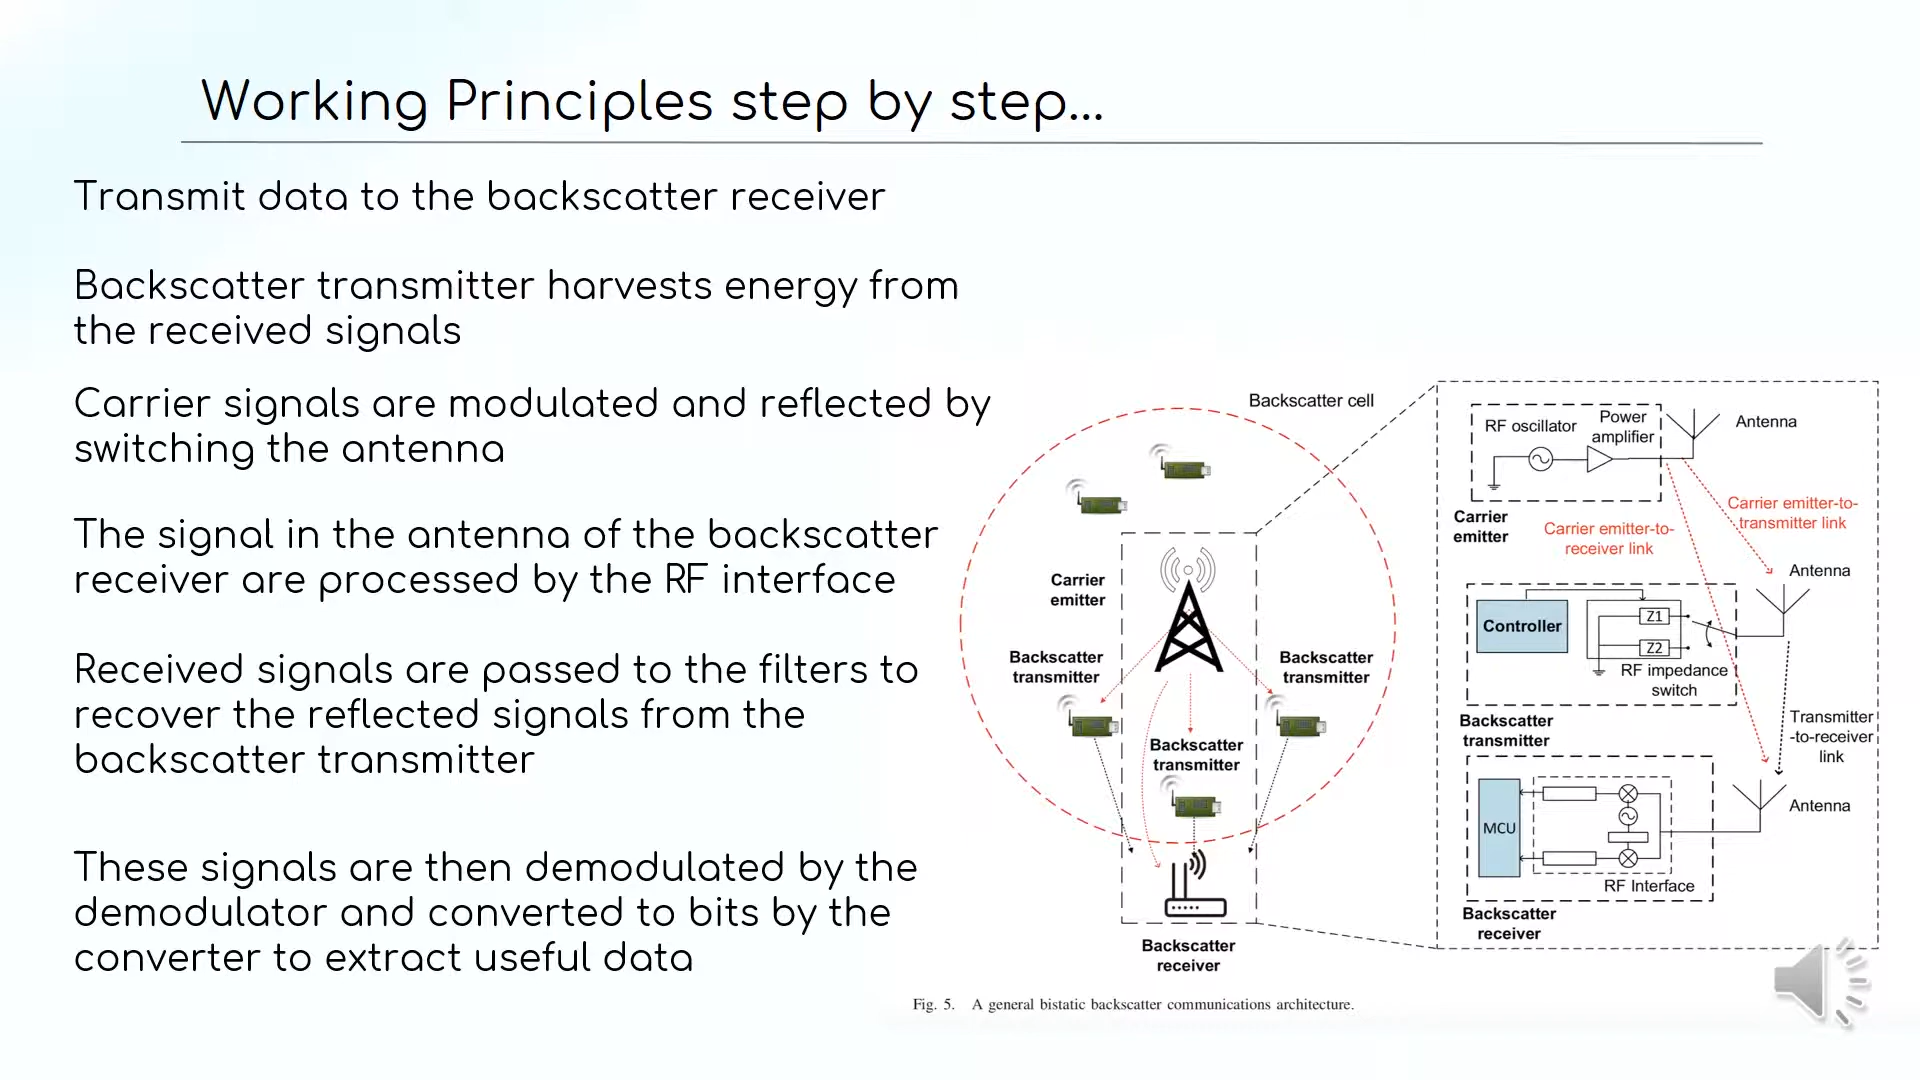 Working Principles step by step...
Transmit data to the backscatter receiver
Backscatter transmitter harvests energy from
the received signals
Carrier signals are modulated and reflected by
switching the antenna
The signal in the antenna of the backscatter
receiver are processed by the RF interface
Received signals are passed to the filters to
recover the reflected signals from the
backscatter transmitter
These signals are then demodulated by the
demodulator and converted to bits by the
converter to extract useful data
Backscatter cell
Carrier
emitter
Backscatter
transmitter
Backscatter
transmitter
Backscatter
transmitter
Backscatter
receiver
RF oscillator
Power
amplifier
Antenna
Carrier
emitter
Carrier emitter-to-
receiver link
Carrier emitter-to-
transmitter link
Antenna
Controller
Z1
Z2
RF impedance
switch
Backscatter
transmitter
Transmitter
-to-receiver
link
MCU
Antenna
RF Interface
Backscatter
receiver
Fig. 5. A general bistatic backscatter communications architecture.